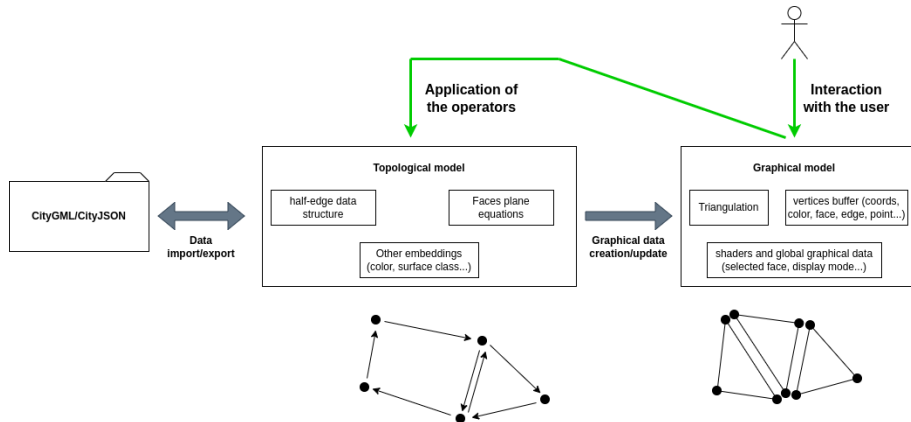 Application of
the operators
Interaction
with the user
CityGML/CityJSON
Data
import/export
Topological model
half-edge data
structure
Faces plane
equations
Other embeddings
(color, surface class...)
Graphical data
creation/update
Graphical model
Triangulation
vertices buffer (coords,
color, face, edge, point...)
shaders and global graphical data
(selected face, display mode...)